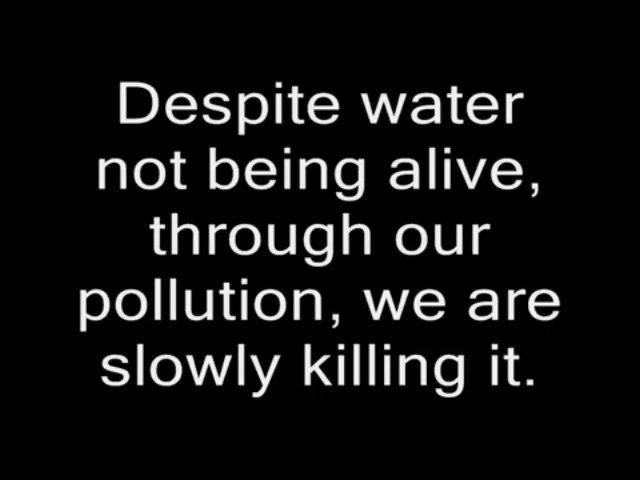 Despite water
not being alive,
through our
pollution, we are
slowly killing it.